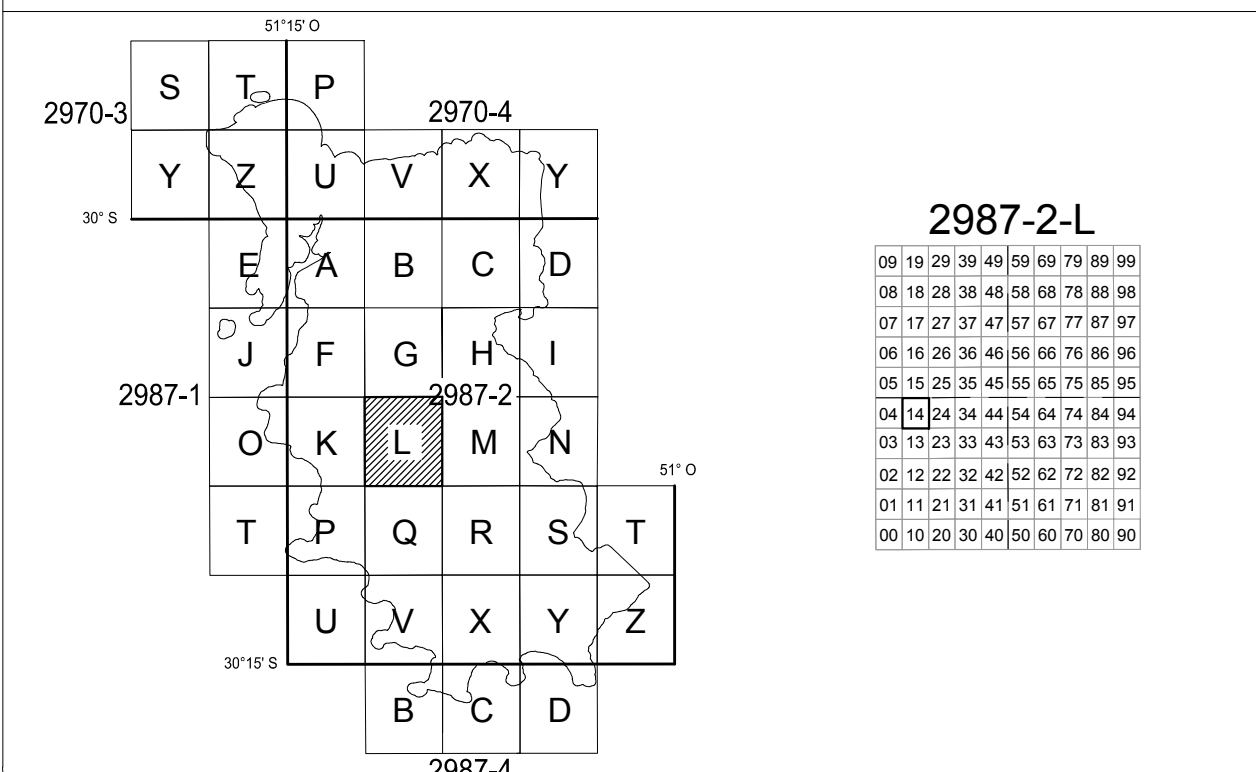 51°15' O
S T P
2970-3 2970-4
Y Z U V X Y
30° S
E A B C D
J F G H I
2987-1 2987-2
O K L M N
51° O
T P Q R S T
U V X Y Z
30°15' S
B C D
2987-4
2987-2-L
09 19 29 39 49 59 69 79 89 99
08 18 28 38 48 58 68 78 88 98
07 17 27 37 47 57 67 77 87 97
06 16 26 36 46 56 66 76 86 96
05 15 25 35 45 55 65 75 85 95
04 14 24 34 44 54 64 74 84 94
03 13 23 33 43 53 63 73 83 93
02 12 22 32 42 52 62 72 82 92
01 11 21 31 41 51 61 71 81 91
00 10 20 30 40 50 60 70 80 90